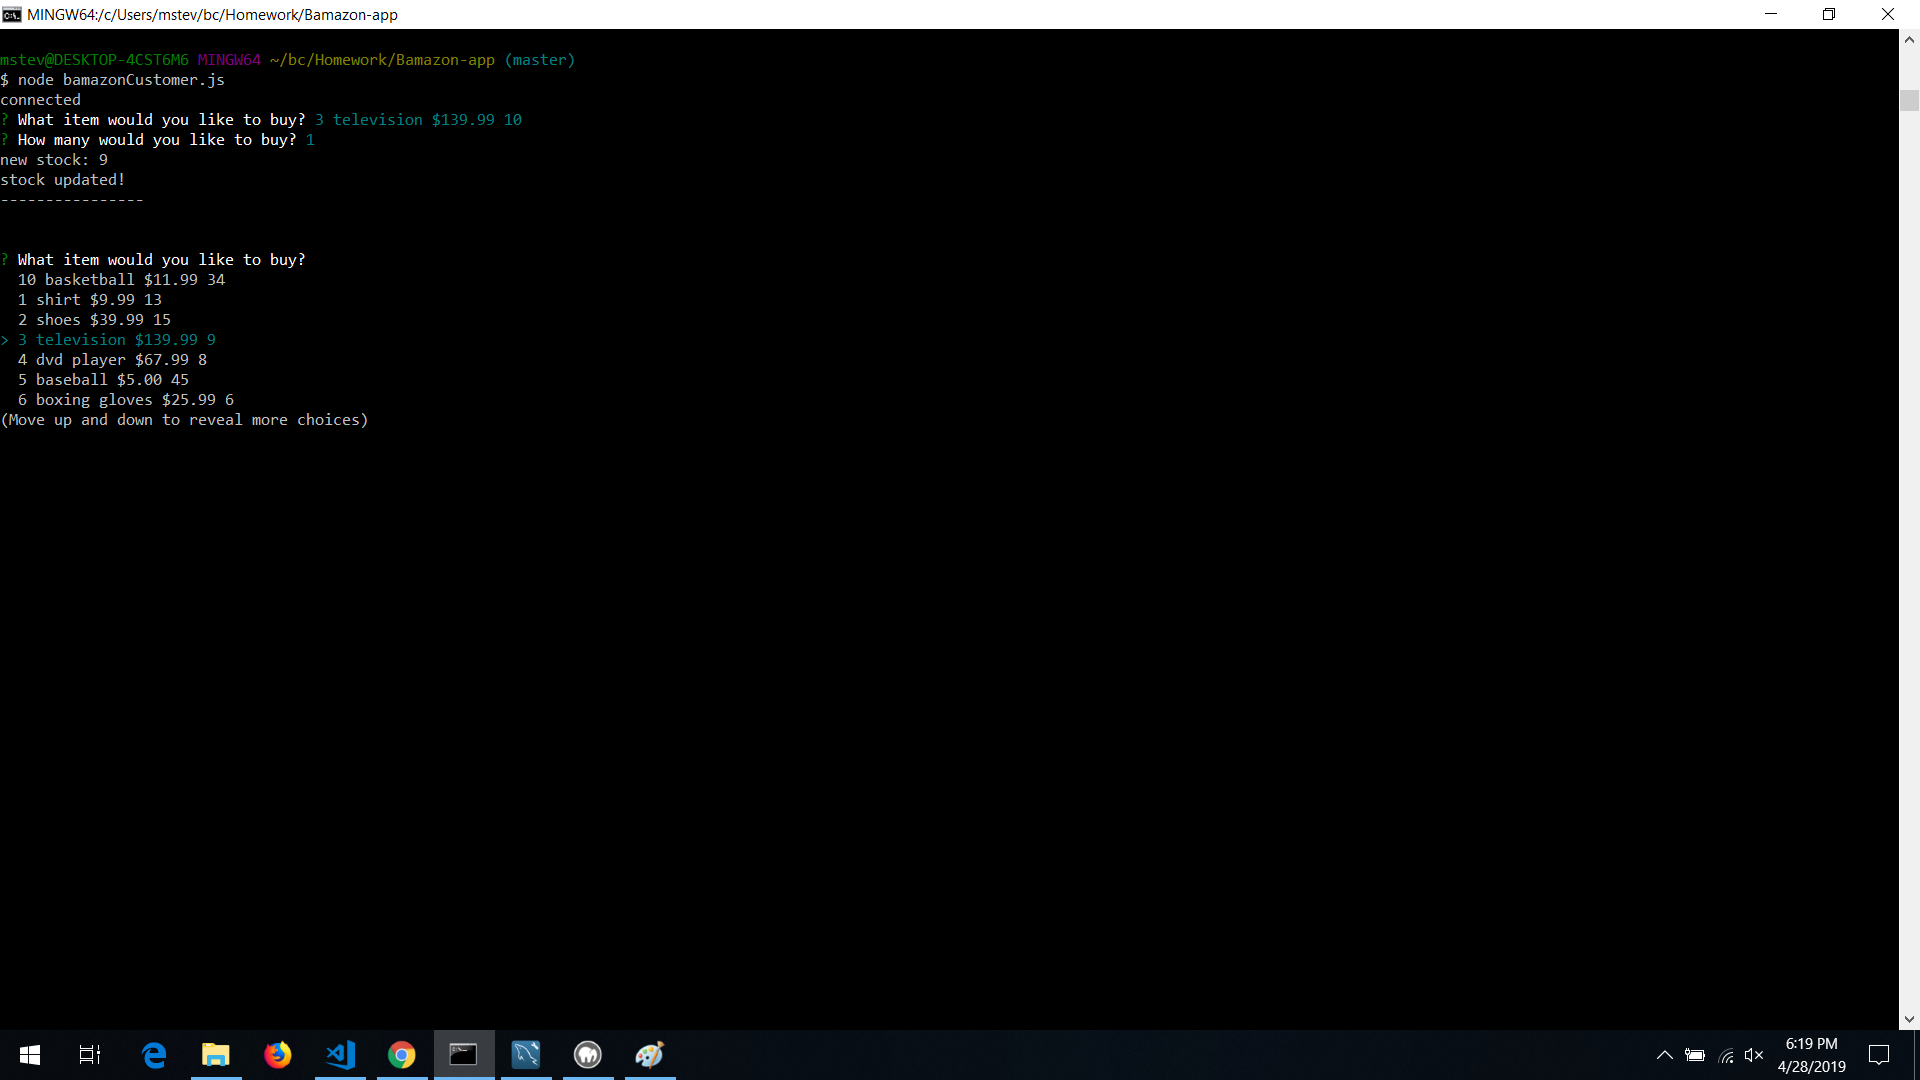 MINGW64:/c/Users/mstev/bc/Homework/Bamazon-app
mstev@DESKTOP-4CST6M6 MINGW64 ~/bc/Homework/Bamazon-app (master)
$ node bamazonCustomer.js
connected
? What item would you like to buy? 3 television $139.99 10
? How many would you like to buy? 1
new stock: 9
stock updated!
----------------
? What item would you like to buy?
10 basketball $11.99 34
1 shirt $9.99 13
2 shoes $39.99 15
> 3 television $139.99 9
4 dvd player $67.99 8
5 baseball $5.00 45
6 boxing gloves $25.99 6
(Move up and down to reveal more choices)
6:19 PM
4/28/2019